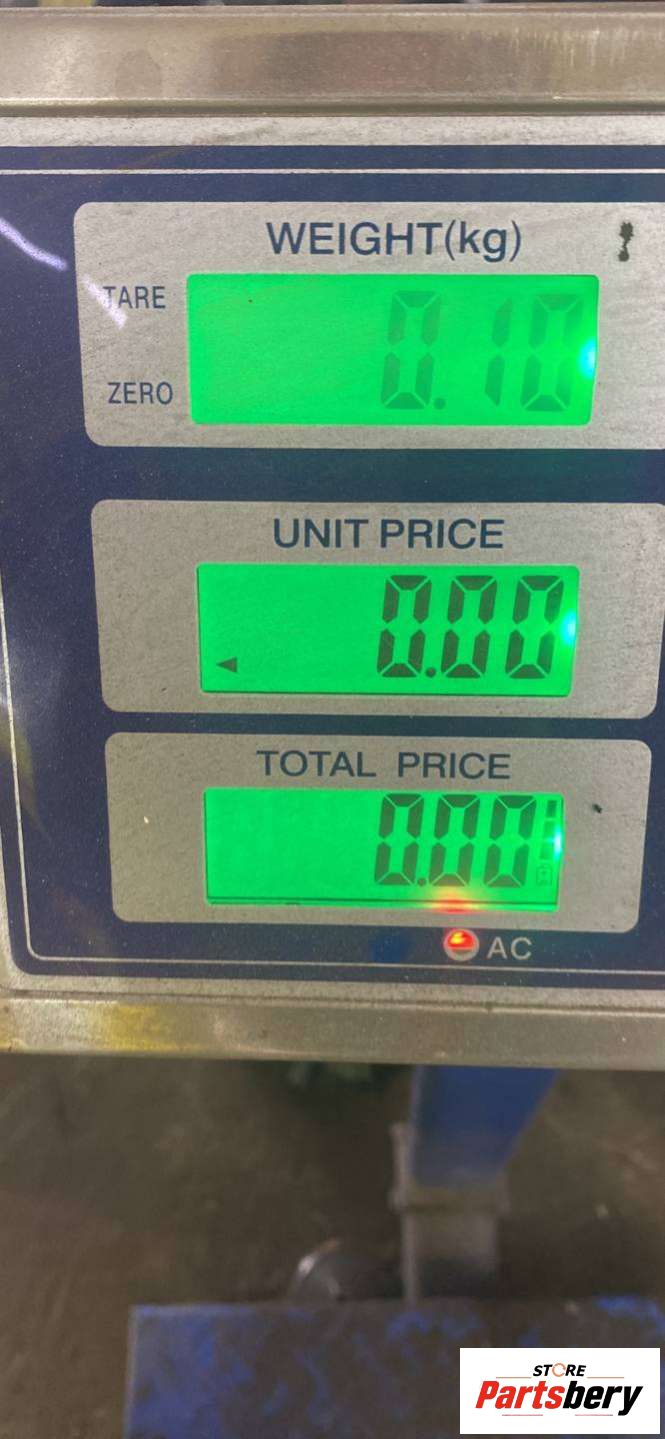 WEIGHT(kg)
TARE
0.10
ZERO
UNIT PRICE
0.00
TOTAL PRICE
0.00
AC
STORE
Partsbery